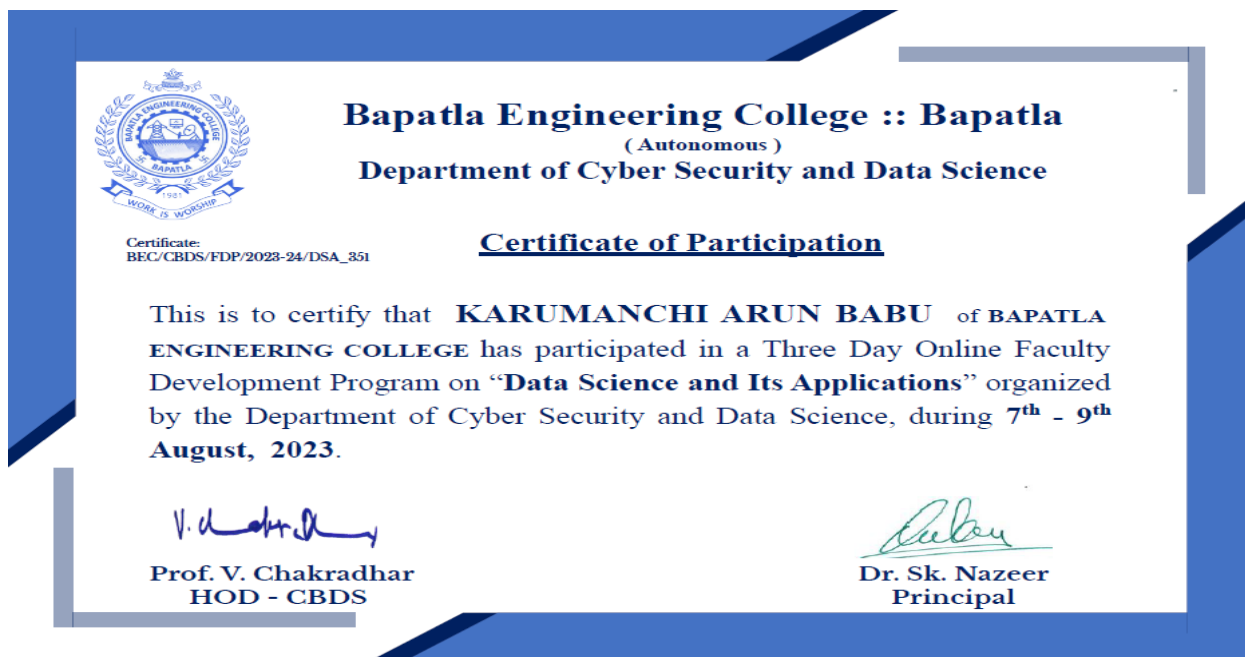 BAPATLA ENGINEERING COLLEGE
BAPATLA
1981
WORK IS WORSHIP
Bapatla Engineering College :: Bapatla
( Autonomous )
Department of Cyber Security and Data Science
Certificate:
BEC/CBDS/FDP/2023-24/DSA_351
Certificate of Participation
This is to certify that KARUMANCHI ARUN BABU of BAPATLA
ENGINEERING COLLEGE has participated in a Three Day Online Faculty
Development Program on “Data Science and Its Applications” organized
by the Department of Cyber Security and Data Science, during 7th - 9th
August, 2023.
Prof. V. Chakradhar
HOD - CBDS
Dr. Sk. Nazeer
Principal